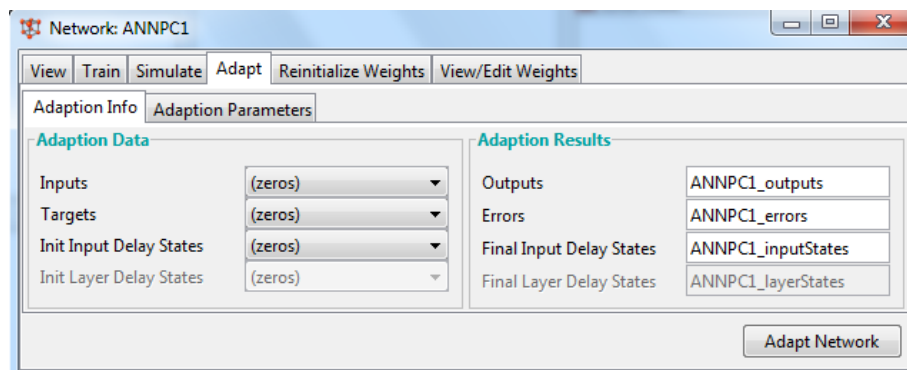 Network: ANNPC1
View Train Simulate Adapt Reinitialize Weights View/Edit Weights
Adaption Info Adaption Parameters
Adaption Data
Inputs (zeros)
Targets (zeros)
Init Input Delay States (zeros)
Init Layer Delay States (zeros)
Adaption Results
Outputs ANNPC1_outputs
Errors ANNPC1_errors
Final Input Delay States ANNPC1_inputStates
Final Layer Delay States ANNPC1_layerStates
Adapt Network